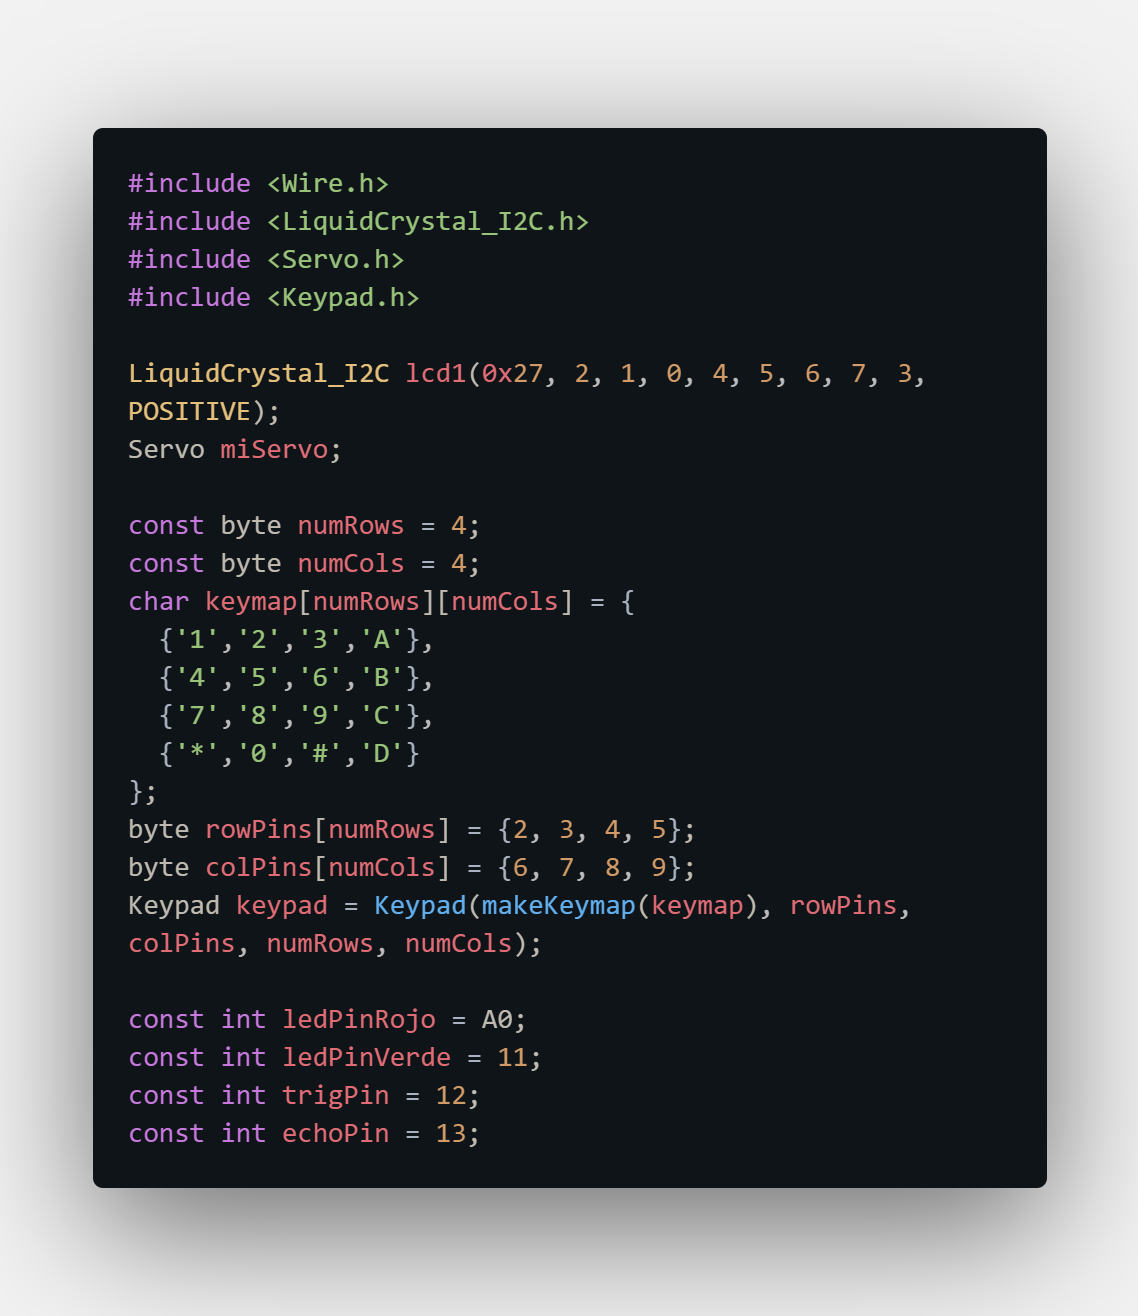 #include <Wire.h>
#include <LiquidCrystal_I2C.h>
#include <Servo.h>
#include <Keypad.h>

LiquidCrystal_I2C lcd1(0x27, 2, 1, 0, 4, 5, 6, 7, 3,
POSITIVE);
Servo miServo;

const byte numRows = 4;
const byte numCols = 4;
char keymap[numRows][numCols] = {
  {'1','2','3','A'},
  {'4','5','6','B'},
  {'7','8','9','C'},
  {'*','0','#','D'}
};
byte rowPins[numRows] = {2, 3, 4, 5};
byte colPins[numCols] = {6, 7, 8, 9};
Keypad keypad = Keypad(makeKeymap(keymap), rowPins,
colPins, numRows, numCols);

const int ledPinRojo = A0;
const int ledPinVerde = 11;
const int trigPin = 12;
const int echoPin = 13;